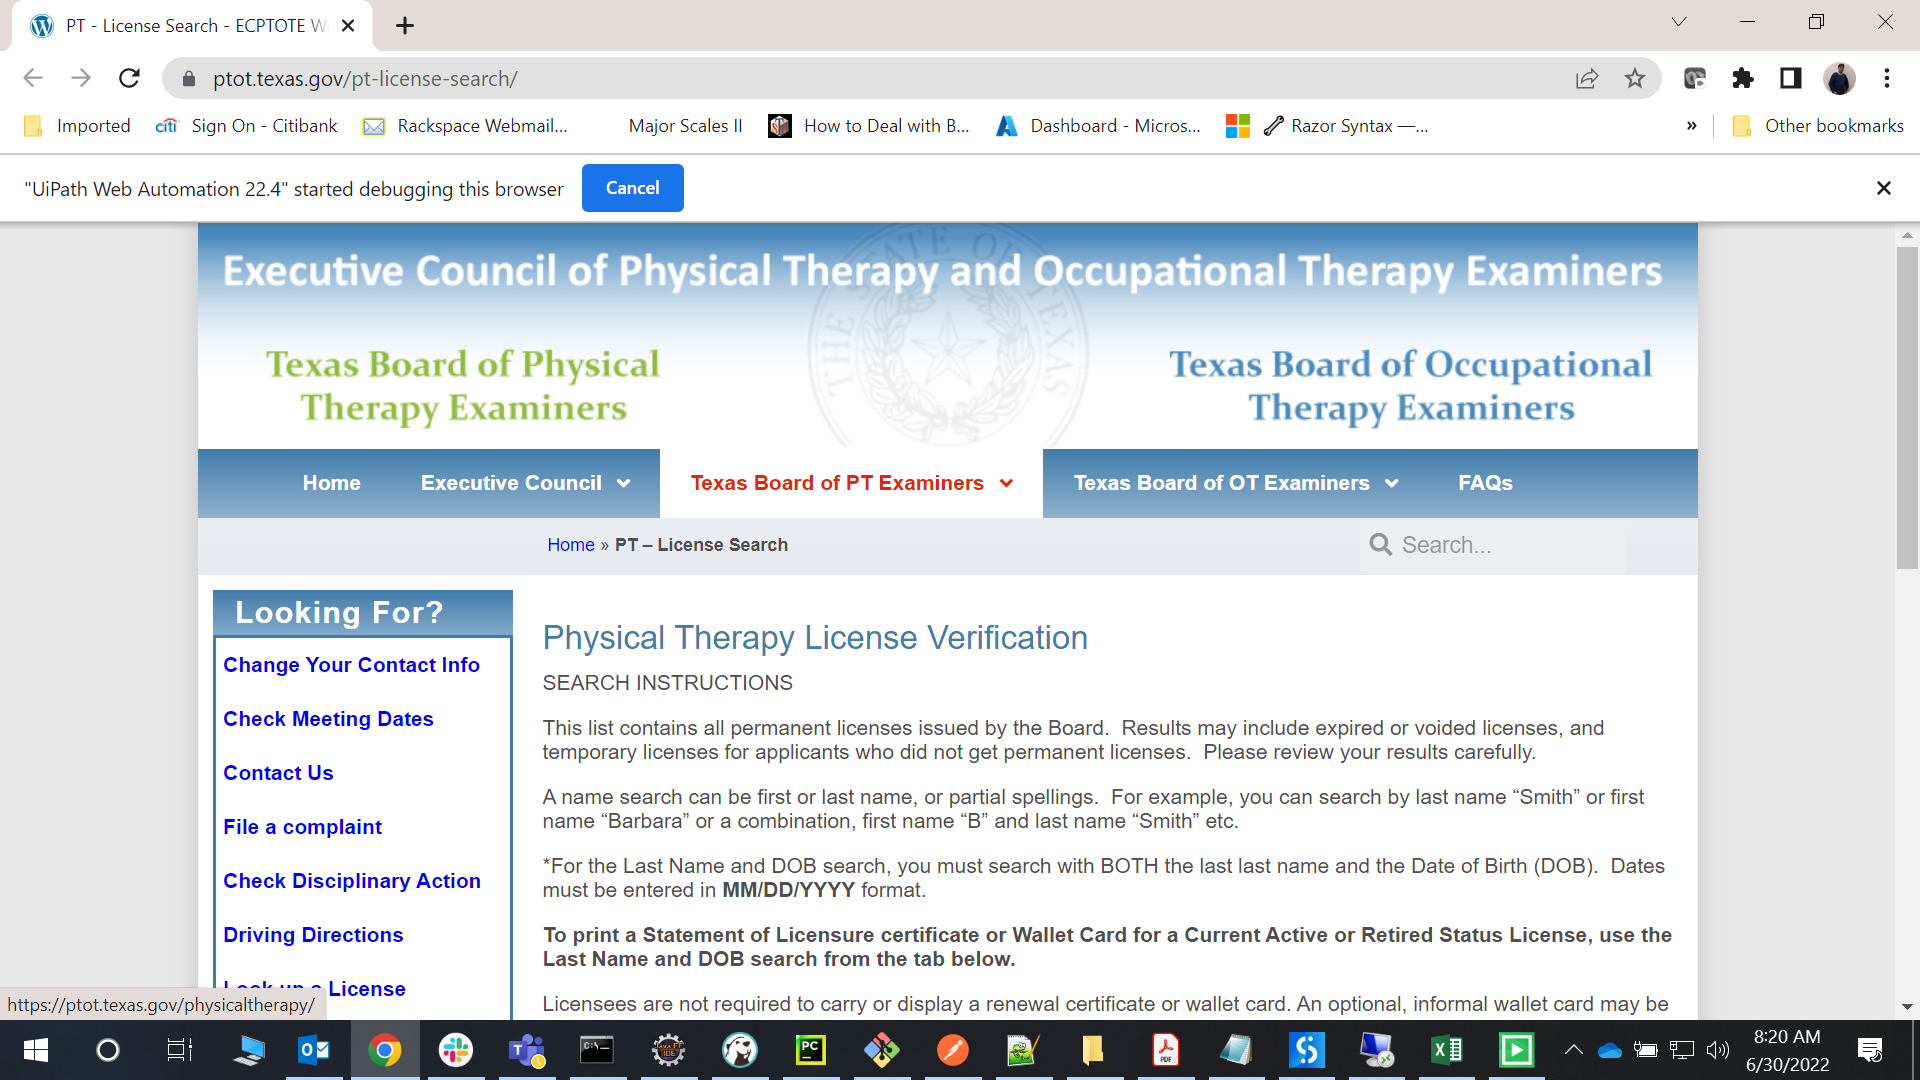 PT - License Search - ECPTOTE W
ptot.texas.gov/pt-license-search/
Imported
citi Sign On - Citibank
Rackspace Webmail...
Major Scales II
How to Deal with B...
Dashboard - Micros...
Razor Syntax —...
»
Other bookmarks
"UiPath Web Automation 22.4" started debugging this browser
Cancel
THE STATE OF TEXAS
Executive Council of Physical Therapy and Occupational Therapy Examiners
Texas Board of Physical
Therapy Examiners
Texas Board of Occupational
Therapy Examiners
Home
Executive Council
Texas Board of PT Examiners
Texas Board of OT Examiners
FAQs
Home » PT – License Search
Search...
Looking For?
Change Your Contact Info
Check Meeting Dates
Contact Us
File a complaint
Check Disciplinary Action
Driving Directions
Look up a License
Physical Therapy License Verification
SEARCH INSTRUCTIONS
This list contains all permanent licenses issued by the Board.  Results may include expired or voided licenses, and
temporary licenses for applicants who did not get permanent licenses.  Please review your results carefully.
A name search can be first or last name, or partial spellings.  For example, you can search by last name “Smith” or first
name “Barbara” or a combination, first name “B” and last name “Smith” etc.
*For the Last Name and DOB search, you must search with BOTH the last last name and the Date of Birth (DOB).  Dates
must be entered in MM/DD/YYYY format.
To print a Statement of Licensure certificate or Wallet Card for a Current Active or Retired Status License, use the
Last Name and DOB search from the tab below.
Licensees are not required to carry or display a renewal certificate or wallet card. An optional, informal wallet card may be
https://ptot.texas.gov/physicaltherapy/
PC
PDF
8:20 AM
6/30/2022